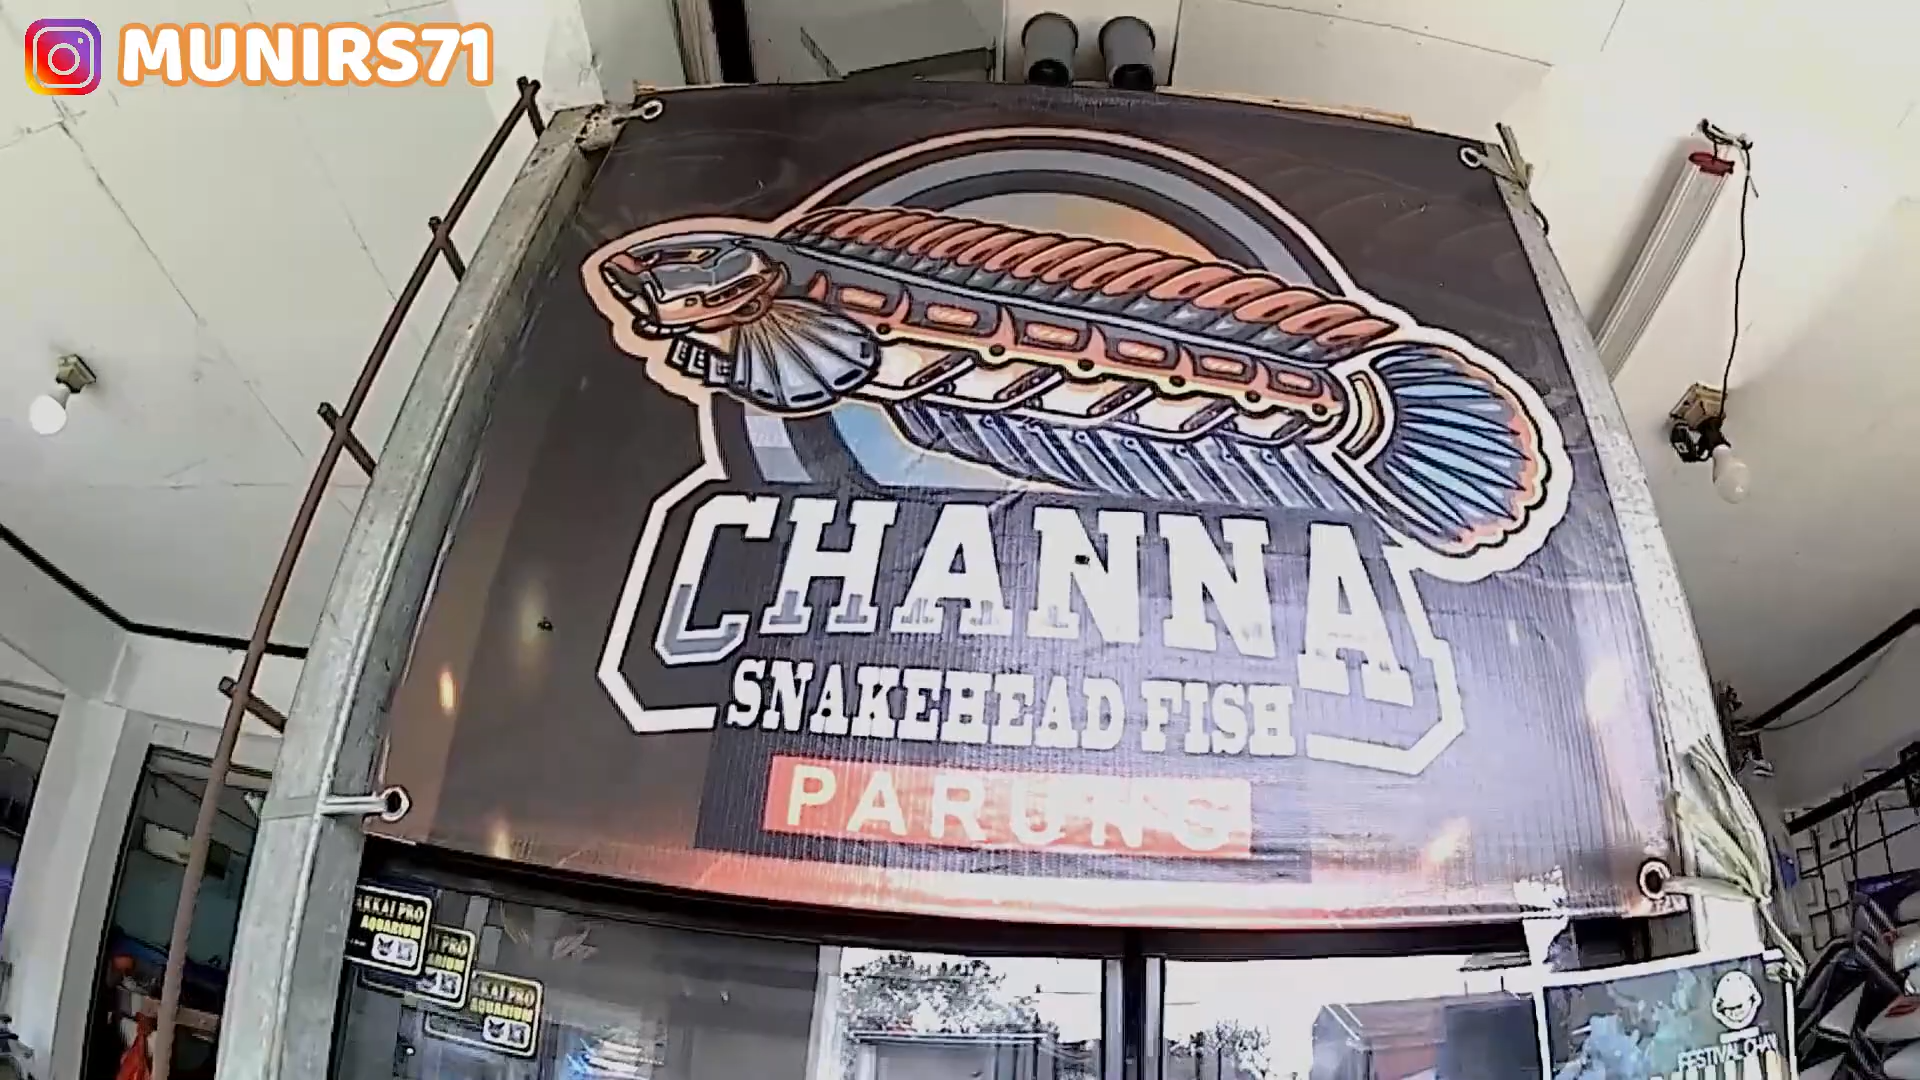 MUNIRS71
CHANNA
SNAKEHEAD FISH
PARUNG
AKKAI PRO
AQUARIUM
PRO
AQUARIUM
FESTIVAL CHAN